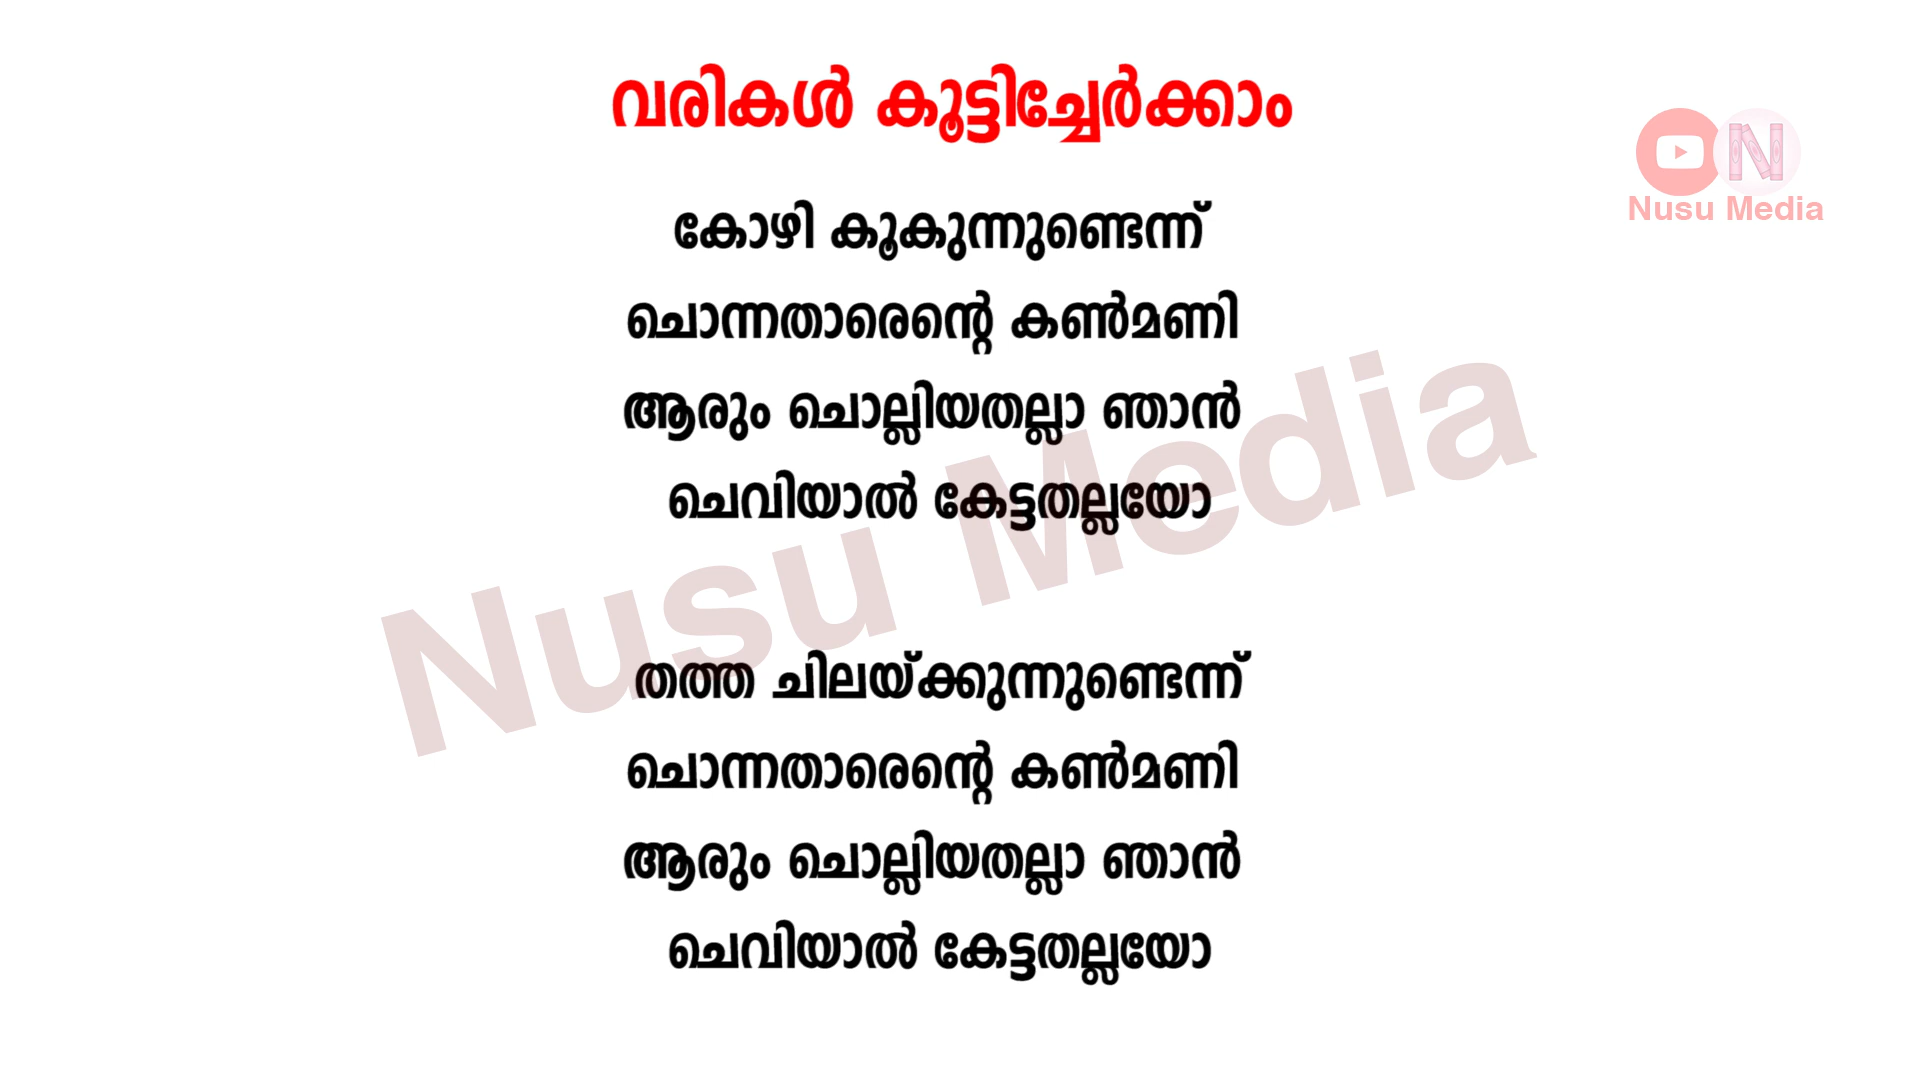 വരികൾ കൂട്ടിച്ചേർക്കാം
Nusu Media
കോഴി കൂകുന്നുണ്ടെന്ന്
ചൊന്നതാരെന്റെ കൺമണി
ആരും ചൊല്ലിയതല്ലാ ഞാൻ
ചെവിയാൽ കേട്ടതല്ലയോ
Nusu Media
തത്ത ചിലയ്ക്കുന്നുണ്ടെന്ന്
ചൊന്നതാരെന്റെ കൺമണി
ആരും ചൊല്ലിയതല്ലാ ഞാൻ
ചെവിയാൽ കേട്ടതല്ലയോ